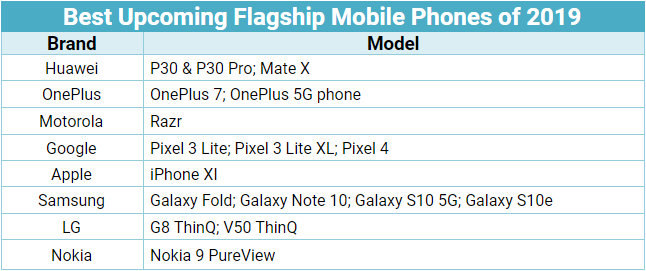 Best Upcoming Flagship Mobile Phones of 2019
Brand Model
Huawei P30 & P30 Pro; Mate X
OnePlus OnePlus 7; OnePlus 5G phone
Motorola Razr
Google Pixel 3 Lite; Pixel 3 Lite XL; Pixel 4
Apple iPhone XI
Samsung Galaxy Fold; Galaxy Note 10; Galaxy S10 5G; Galaxy S10e
LG G8 ThinQ; V50 ThinQ
Nokia Nokia 9 PureView